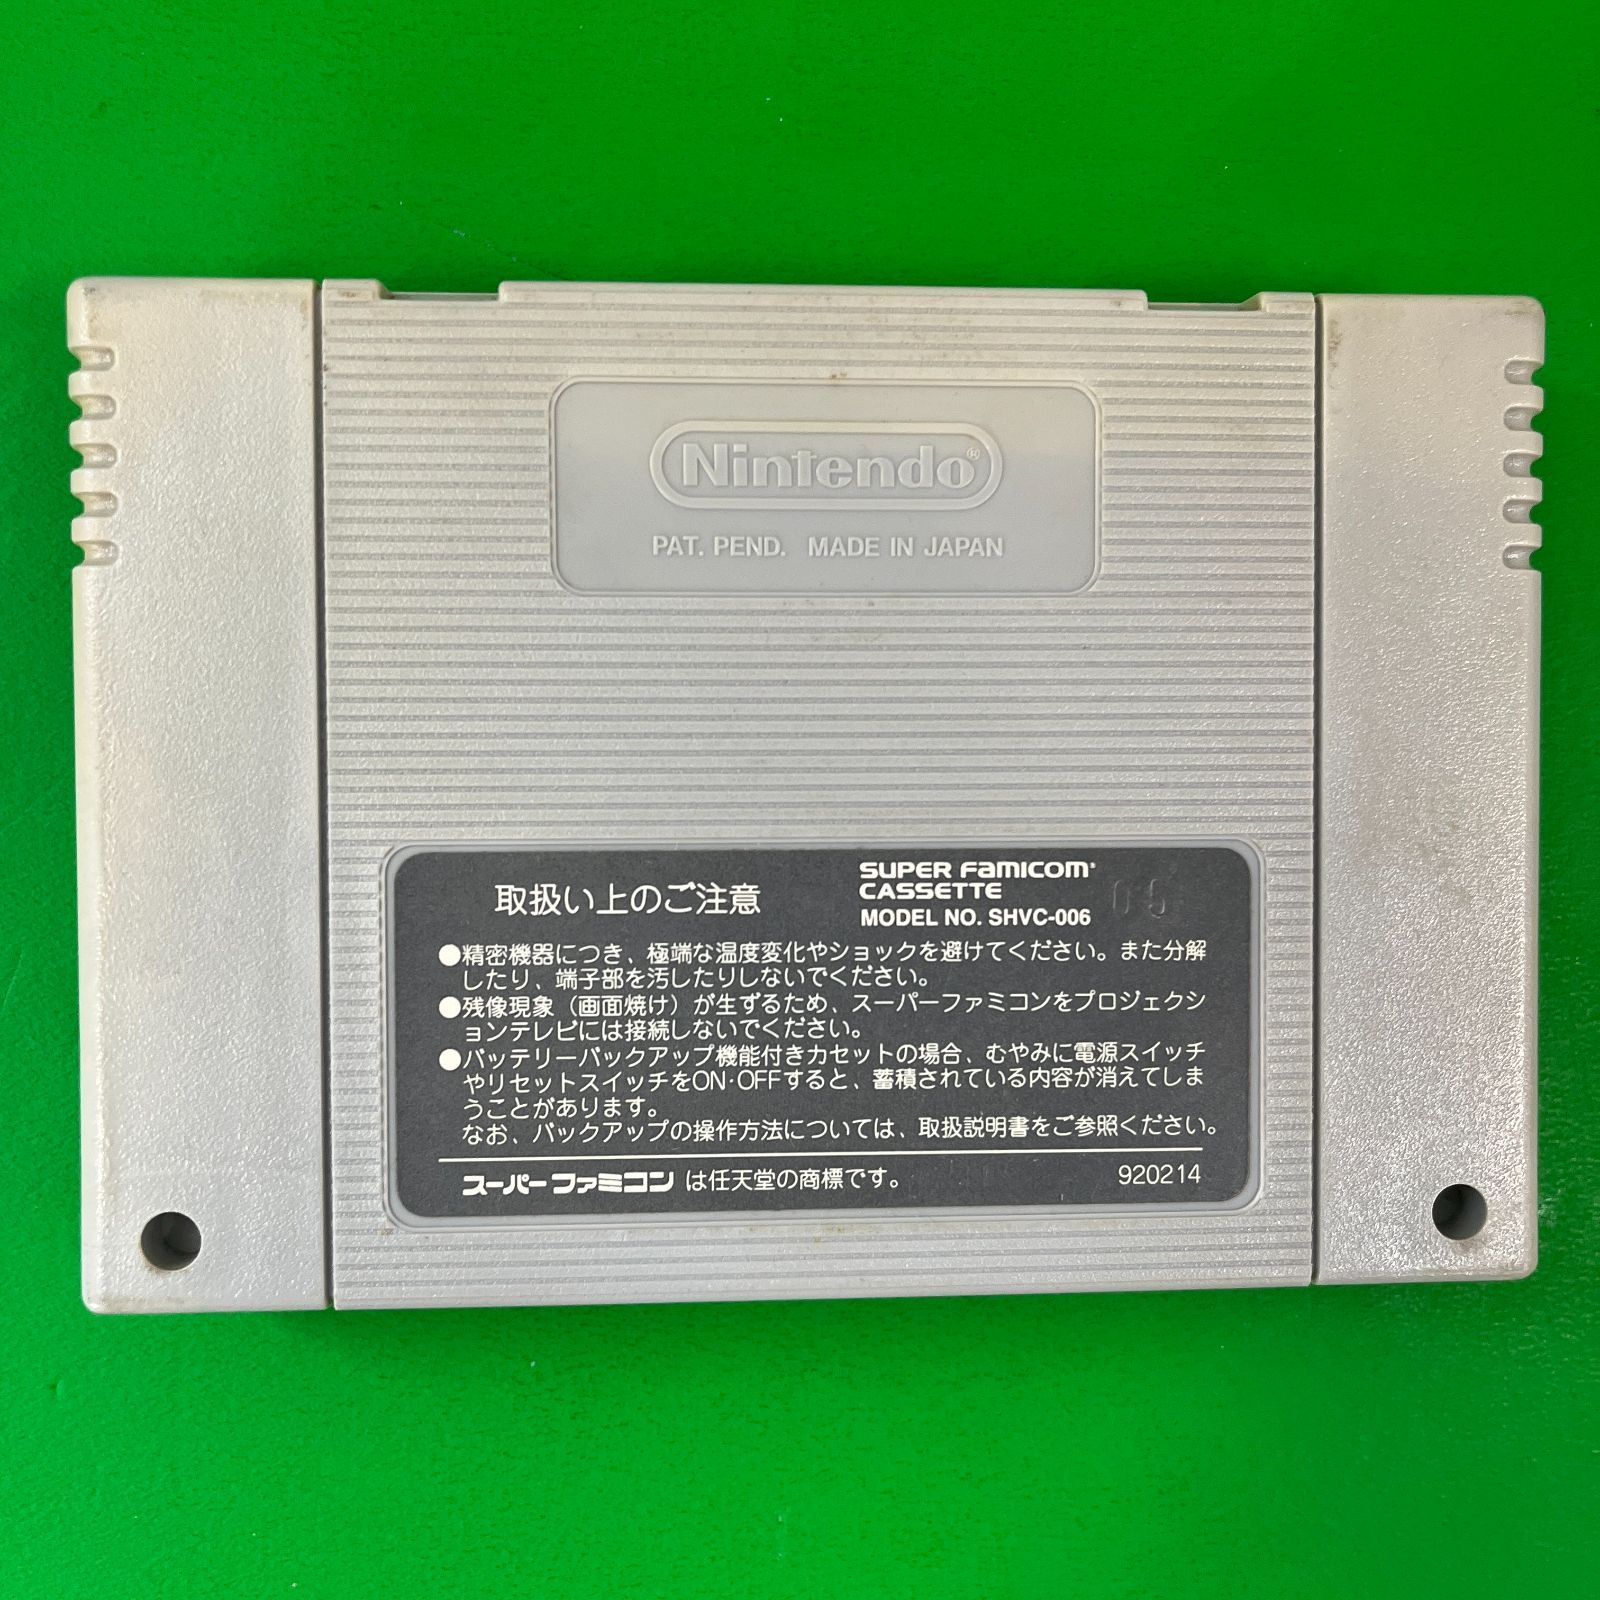 Nintendo®
PAT. PEND. MADE IN JAPAN
取扱い上のご注意
SUPER FAMICOM
CASSETTE
MODEL NO. SHVC-006
05
●精密機器につき、極端な温度変化やショックを避けてください。また分解
したり、端子部を汚したりしないでください。
●残像現象（画面焼け）が生ずるため、スーパーファミコンをプロジェクシ
ョンテレビには接続しないでください。
●バッテリーバックアップ機能付きカセットの場合、むやみに電源スイッチ
やリセットスイッチをON・OFFすると、蓄積されている内容が消えてしま
うことがあります。
なお、バックアップの操作方法については、取扱説明書をご参照ください。
スーパーファミコンは任天堂の商標です。
920214